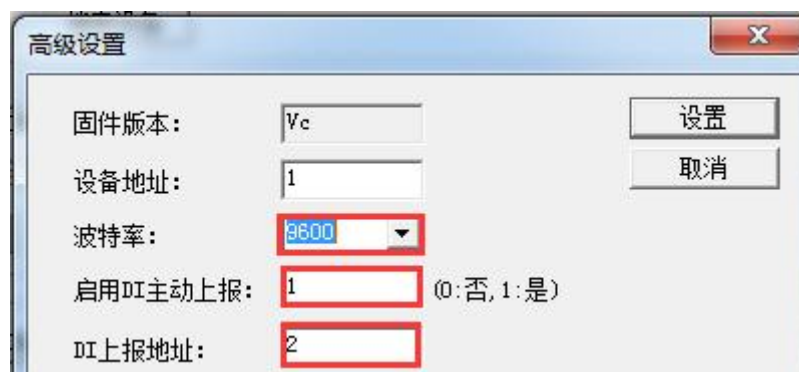 高级设置
固件版本： Vc 设置
设备地址： 1 取消
波特率： 9600
启用DI主动上报： 1 (0:否,1:是)
DI上报地址： 2